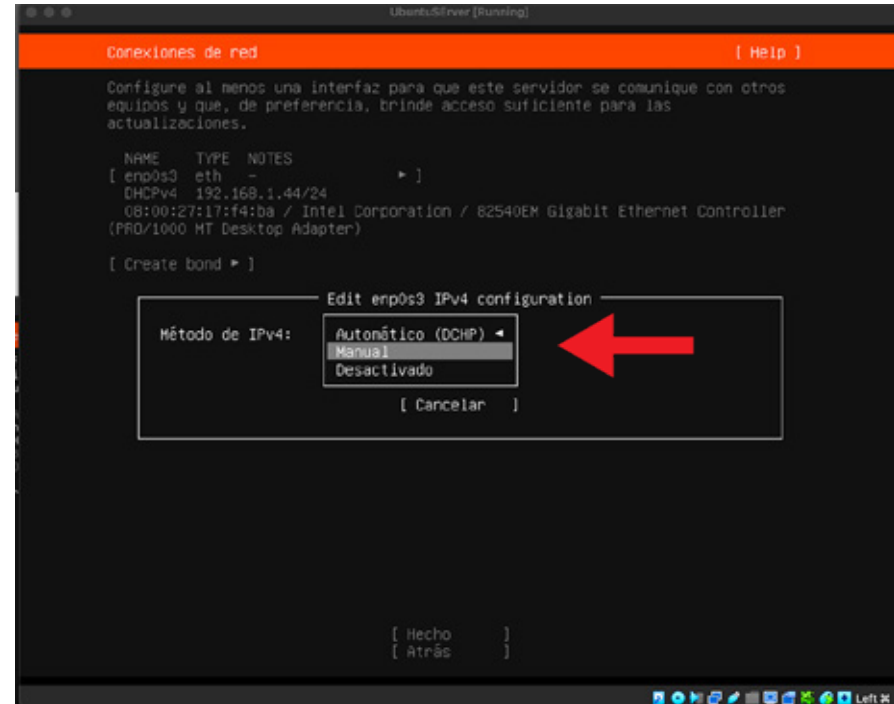 UbuntuSErver [Running]
Conexiones de red [ Help ]
Configure al menos una interfaz para que este servidor se comunique con otros
equipos y que, de preferencia, brinde acceso suficiente para las
actualizaciones.
NAME TYPE NOTES
[ enp0s3 eth - ▸ ]
DHCPv4 192.168.1.44/24
08:00:27:17:f4:ba / Intel Corporation / 82540EM Gigabit Ethernet Controller
(PRO/1000 MT Desktop Adapter)
[ Create bond ▸ ]
Edit enp0s3 IPv4 configuration
Método de IPv4: Automático (DCHP) ◂
Manual
Desactivado
[ Cancelar ]
[ Hecho ]
[ Atrás ]
Left ⌘